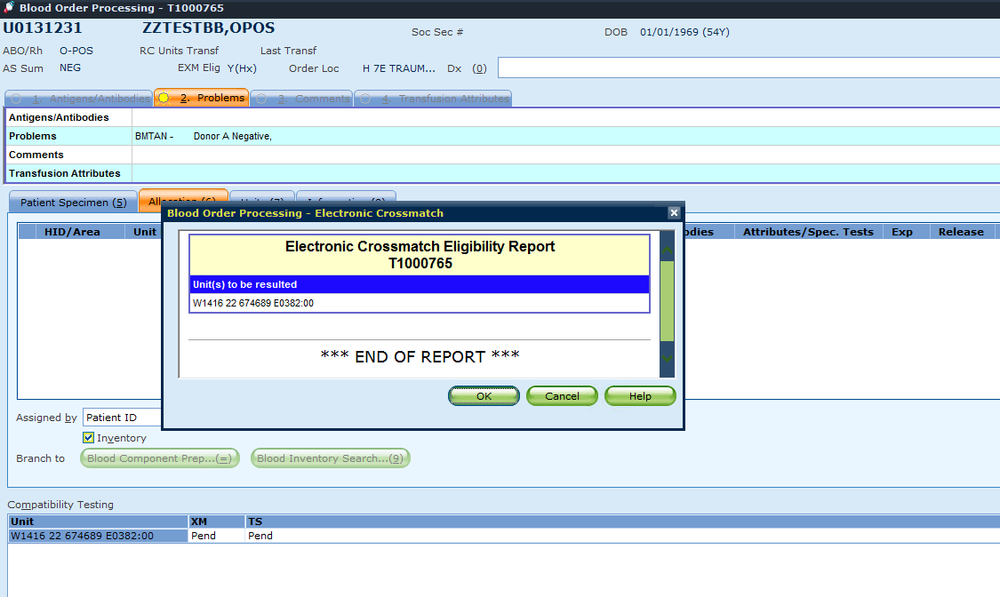 Blood Order Processing - T1000765
U0131231 ZZTESTBB,OPOS Soc Sec # DOB 01/01/1969 (54Y)
ABO/Rh O-POS RC Units Transf Last Transf
AS Sum NEG EXM Elig Y(Hx) Order Loc H 7E TRAUM... Dx (0)
1. Antigens/Antibodies 2. Problems 3. Comments 4. Transfusion Attributes
Antigens/Antibodies
Problems BMTAN - Donor A Negative,
Comments
Transfusion Attributes
Patient Specimen (5)
Blood Order Processing - Electronic Crossmatch
HID/Area Unit Attributes/Spec. Tests Exp Release
Electronic Crossmatch Eligibility Report
T1000765
Unit(s) to be resulted
W1416 22 674689 E0382:00
*** END OF REPORT ***
OK Cancel Help
Assigned by Patient ID
Inventory
Branch to Blood Component Prep...(=) Blood Inventory Search...(9)
Compatibility Testing
Unit XM TS
W1416 22 674689 E0382:00 Pend Pend